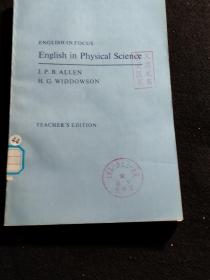 ENGLISH IN FOCUS
English in Physical Science
J. P. B. ALLEN
H. G. WIDDOWSON
TEACHER'S EDITION